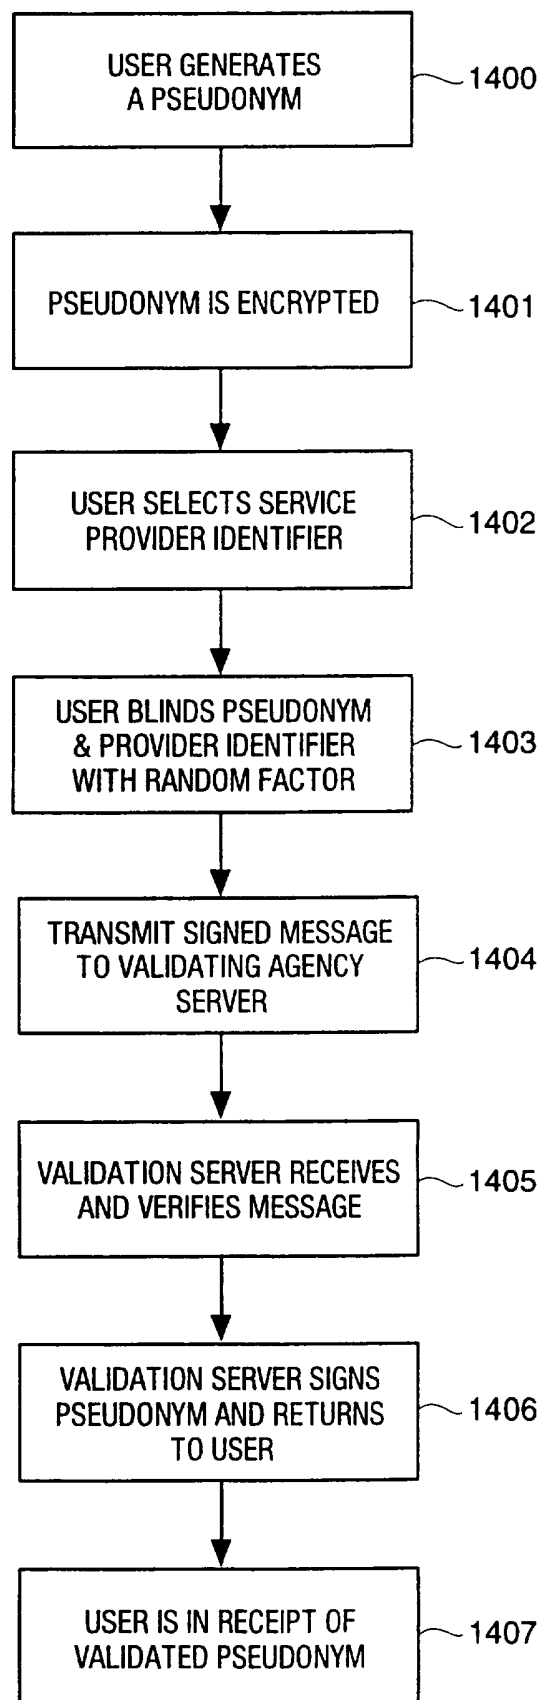 USER GENERATES
A PSEUDONYM
1400
PSEUDONYM IS ENCRYPTED
1401
USER SELECTS SERVICE
PROVIDER IDENTIFIER
1402
USER BLINDS PSEUDONYM
& PROVIDER IDENTIFIER
WITH RANDOM FACTOR
1403
TRANSMIT SIGNED MESSAGE
TO VALIDATING AGENCY
SERVER
1404
VALIDATION SERVER RECEIVES
AND VERIFIES MESSAGE
1405
VALIDATION SERVER SIGNS
PSEUDONYM AND RETURNS
TO USER
1406
USER IS IN RECEIPT OF
VALIDATED PSEUDONYM
1407